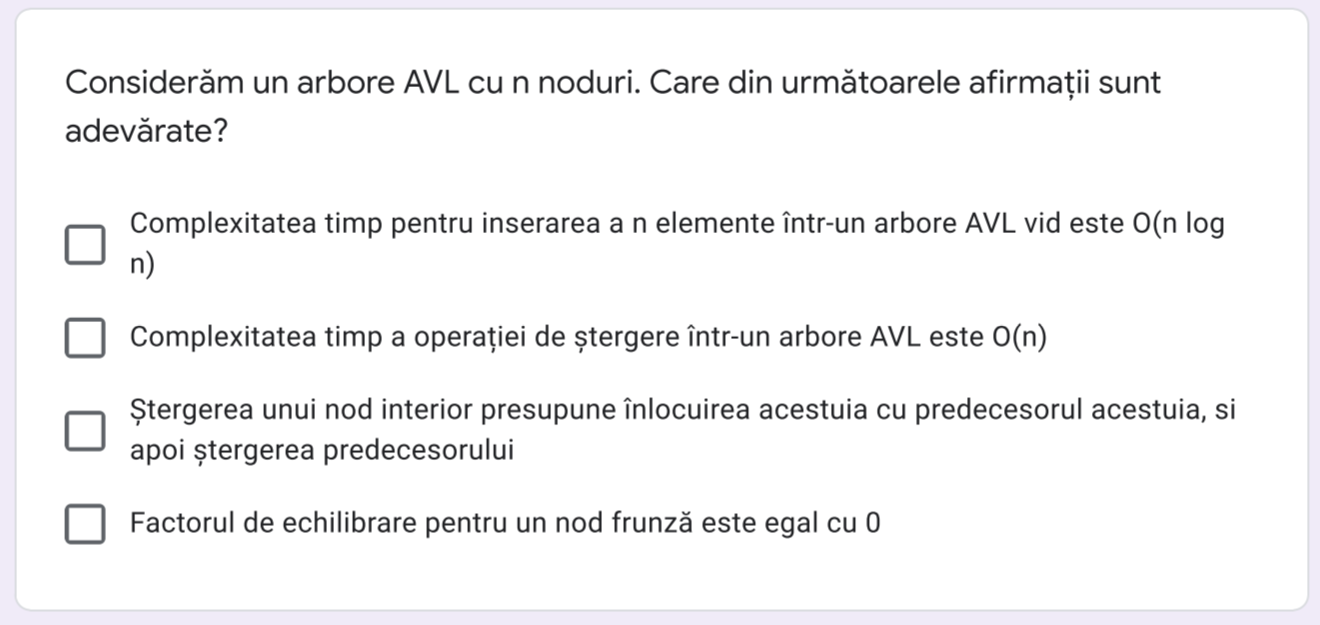 Considerăm un arbore AVL cu n noduri. Care din următoarele afirmații sunt
adevărate?
Complexitatea timp pentru inserarea a n elemente într-un arbore AVL vid este O(n log
n)
Complexitatea timp a operației de ștergere într-un arbore AVL este O(n)
Ștergerea unui nod interior presupune înlocuirea acestuia cu predecesorul acestuia, si
apoi ștergerea predecesorului
Factorul de echilibrare pentru un nod frunză este egal cu 0